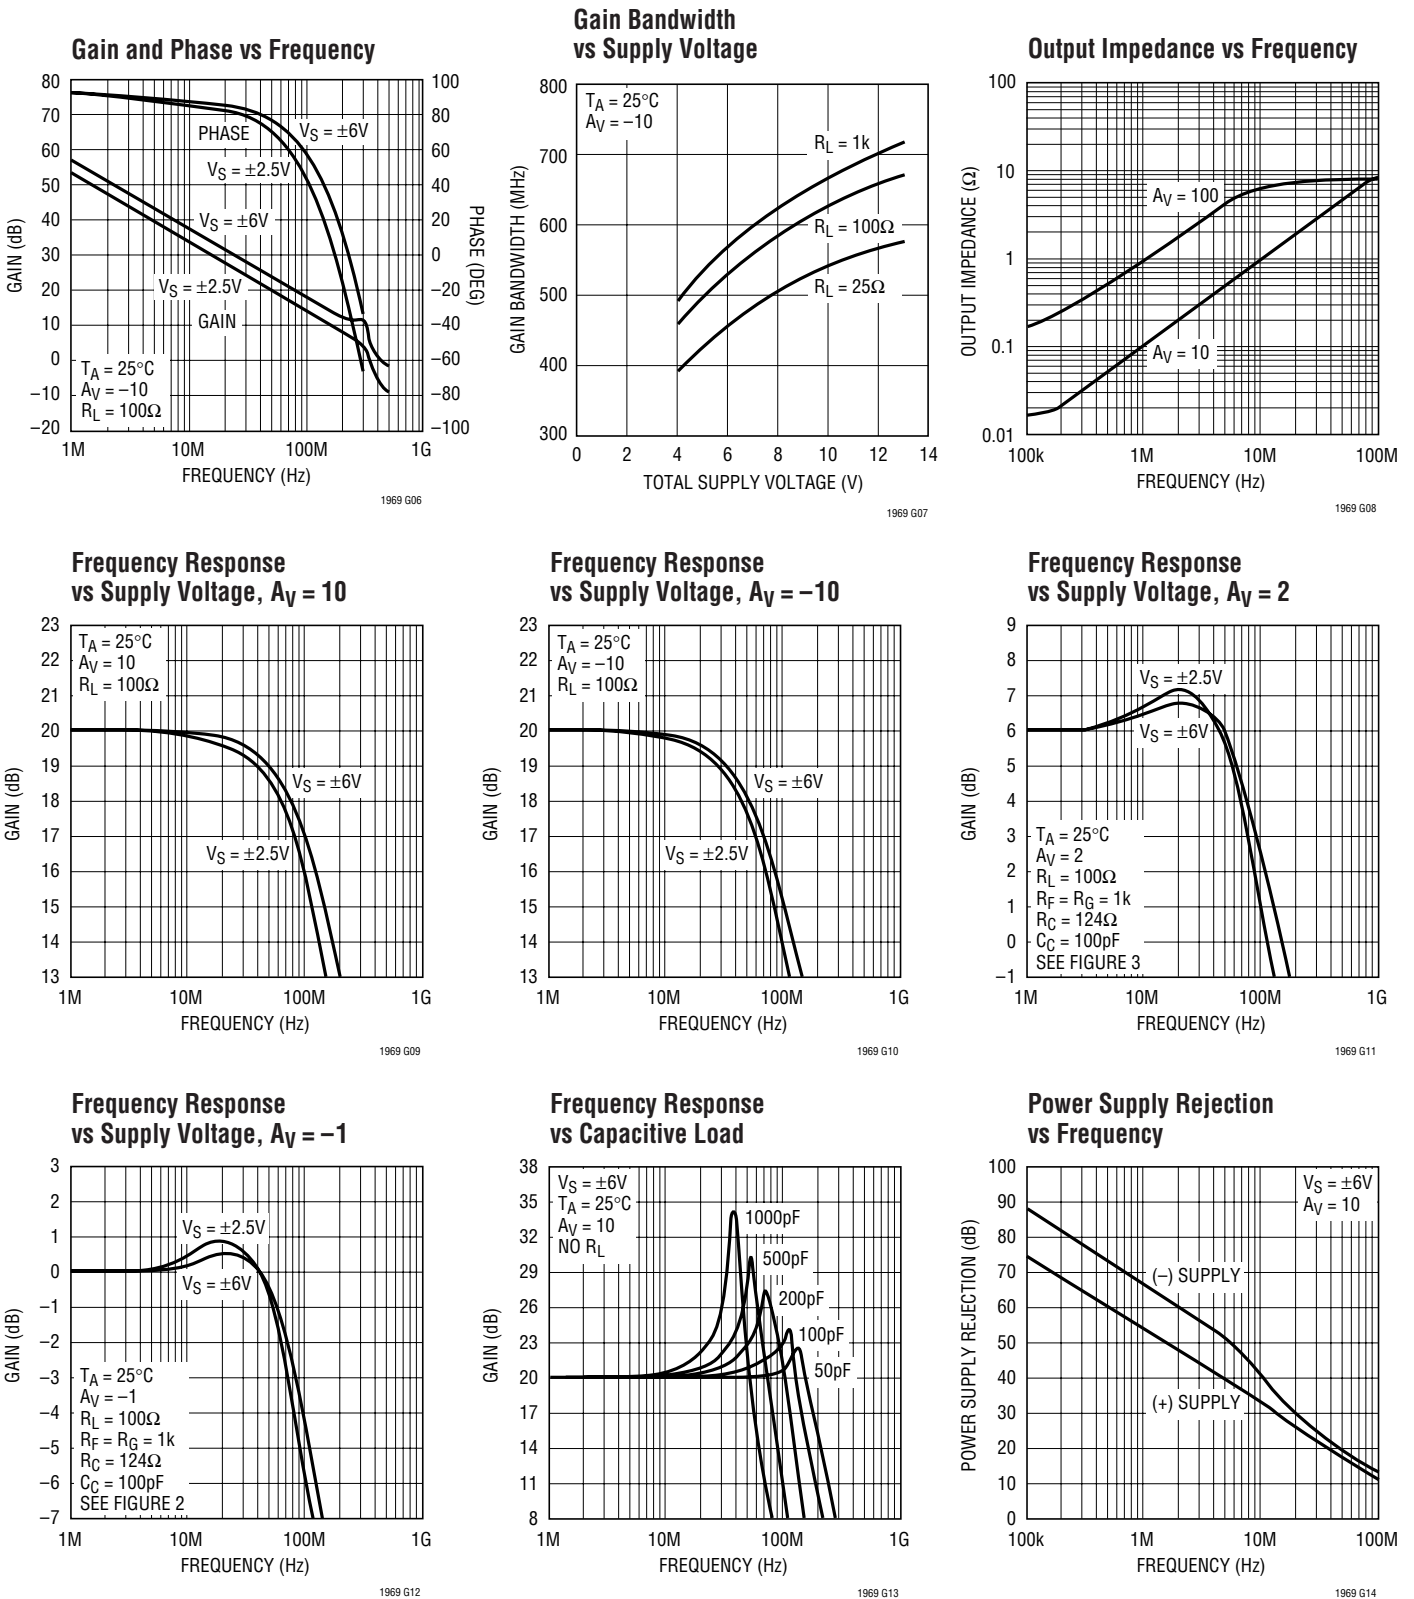 Gain and Phase vs Frequency
80
70
60
50
40
30
20
10
0
–10
–20
100
80
60
40
20
0
–20
–40
–60
–80
–100
GAIN (dB)
PHASE (DEG)
PHASE
VS = ±6V
VS = ±2.5V
VS = ±6V
VS = ±2.5V
GAIN
TA = 25°C
AV = –10
RL = 100Ω
1M
10M
100M
1G
FREQUENCY (Hz)
1969 G06
Gain Bandwidth
vs Supply Voltage
800
700
600
500
400
300
GAIN BANDWIDTH (MHz)
TA = 25°C
AV = –10
RL = 1k
RL = 100Ω
RL = 25Ω
0
2
4
6
8
10
12
14
TOTAL SUPPLY VOLTAGE (V)
1969 G07
Output Impedance vs Frequency
100
10
1
0.1
0.01
OUTPUT IMPEDANCE (Ω)
AV = 100
AV = 10
100k
1M
10M
100M
FREQUENCY (Hz)
1969 G08
Frequency Response
vs Supply Voltage, AV = 10
23
22
21
20
19
18
17
16
15
14
13
GAIN (dB)
TA = 25°C
AV = 10
RL = 100Ω
VS = ±6V
VS = ±2.5V
1M
10M
100M
1G
FREQUENCY (Hz)
1969 G09
Frequency Response
vs Supply Voltage, AV = –10
23
22
21
20
19
18
17
16
15
14
13
GAIN (dB)
TA = 25°C
AV = –10
RL = 100Ω
VS = ±6V
VS = ±2.5V
1M
10M
100M
1G
FREQUENCY (Hz)
1969 G10
Frequency Response
vs Supply Voltage, AV = 2
9
8
7
6
5
4
3
2
1
0
–1
GAIN (dB)
VS = ±2.5V
VS = ±6V
TA = 25°C
AV = 2
RL = 100Ω
RF = RG = 1k
RC = 124Ω
CC = 100pF
SEE FIGURE 3
1M
10M
100M
1G
FREQUENCY (Hz)
1969 G11
Frequency Response
vs Supply Voltage, AV = –1
3
2
1
0
–1
–2
–3
–4
–5
–6
–7
GAIN (dB)
VS = ±2.5V
VS = ±6V
TA = 25°C
AV = –1
RL = 100Ω
RF = RG = 1k
RC = 124Ω
CC = 100pF
SEE FIGURE 2
1M
10M
100M
1G
FREQUENCY (Hz)
1969 G12
Frequency Response
vs Capacitive Load
38
35
32
29
26
23
20
17
14
11
8
GAIN (dB)
VS = ±6V
TA = 25°C
AV = 10
NO RL
1000pF
500pF
200pF
100pF
50pF
1M
10M
100M
1G
FREQUENCY (Hz)
1969 G13
Power Supply Rejection
vs Frequency
100
90
80
70
60
50
40
30
20
10
0
POWER SUPPLY REJECTION (dB)
VS = ±6V
AV = 10
(–) SUPPLY
(+) SUPPLY
100k
1M
10M
100M
FREQUENCY (Hz)
1969 G14